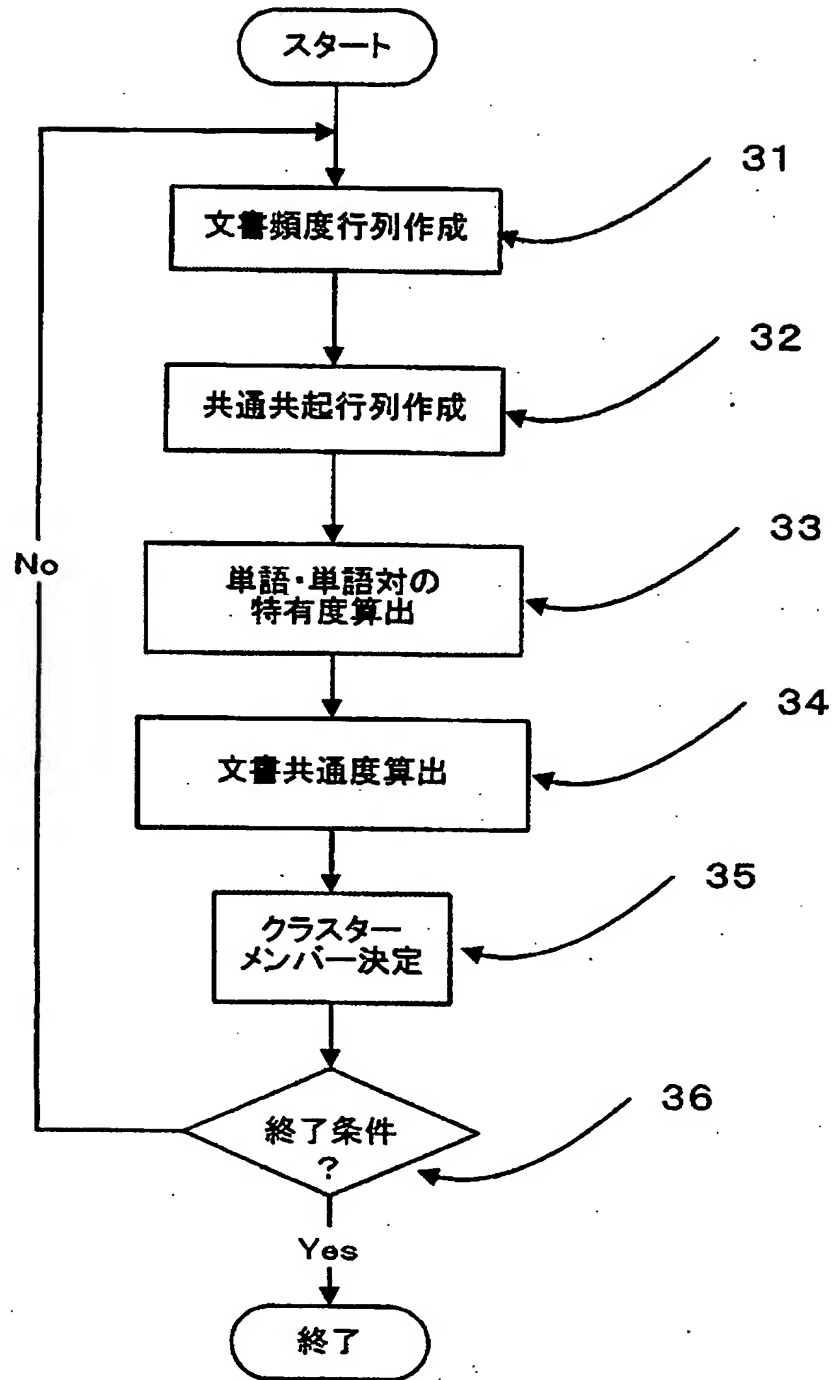 スタート
31
文書頻度行列作成
32
共通共起行列作成
33
単語・単語対の
特有度算出
34
文書共通度算出
35
クラスター
メンバー決定
36
終了条件
?
No
Yes
終了